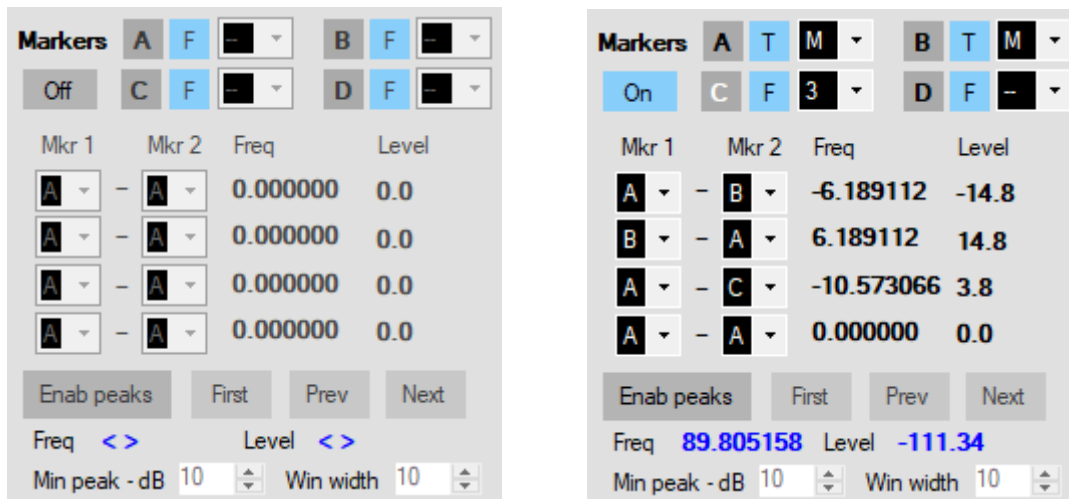 Markers A F -- B F --
Off C F -- D F --
Mkr 1 Mkr 2 Freq Level
A - A 0.000000 0.0
A - A 0.000000 0.0
A - A 0.000000 0.0
A - A 0.000000 0.0
Enab peaks First Prev Next
Freq < > Level < >
Min peak - dB 10 Win width 10
Markers A T M B T M
On C F 3 D F --
Mkr 1 Mkr 2 Freq Level
A - B -6.189112 -14.8
B - A 6.189112 14.8
A - C -10.573066 3.8
A - A 0.000000 0.0
Enab peaks First Prev Next
Freq 89.805158 Level -111.34
Min peak - dB 10 Win width 10